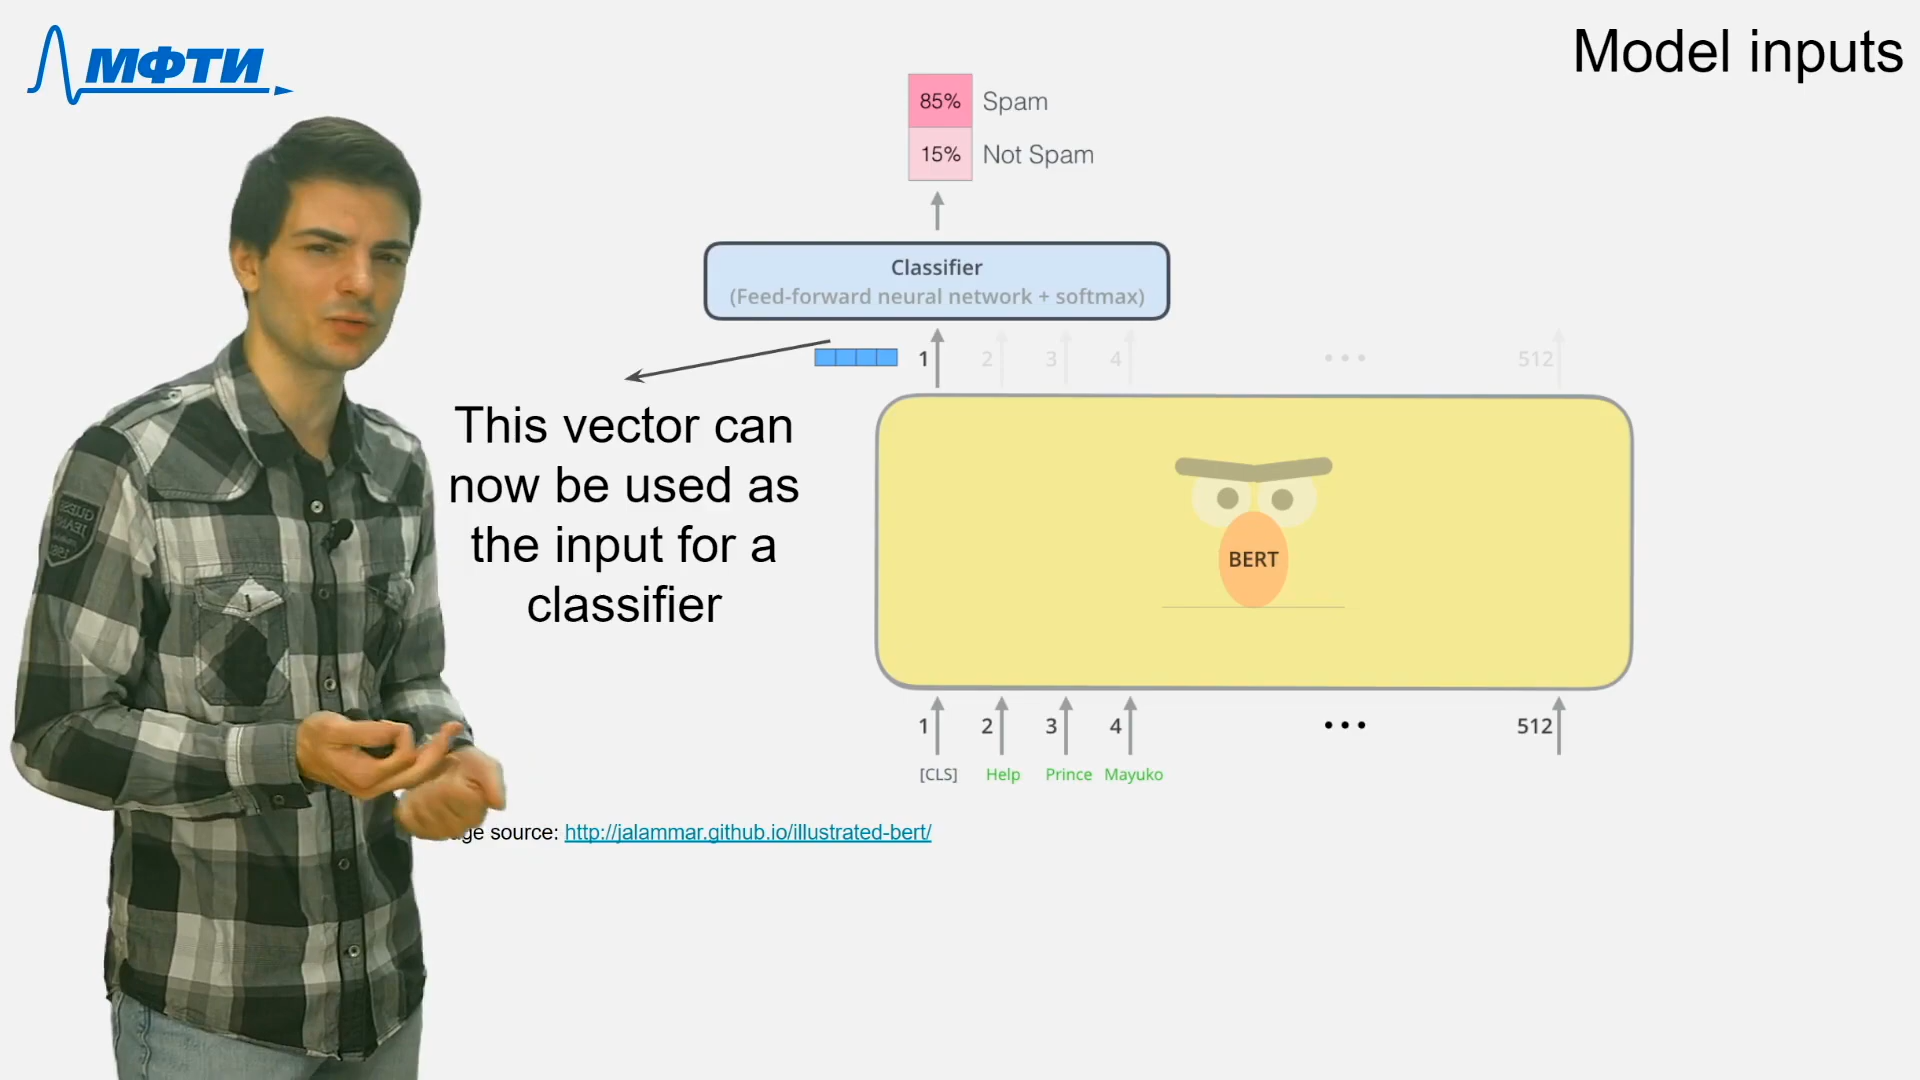 МФТИ
Model inputs
85% Spam
15% Not Spam
Classifier
(Feed-forward neural network + softmax)
1 2 3 4 ••• 512
This vector can
now be used as
the input for a
classifier
BERT
1 2 3 4 ••• 512
[CLS] Help Prince Mayuko
source: http://jalammar.github.io/illustrated-bert/